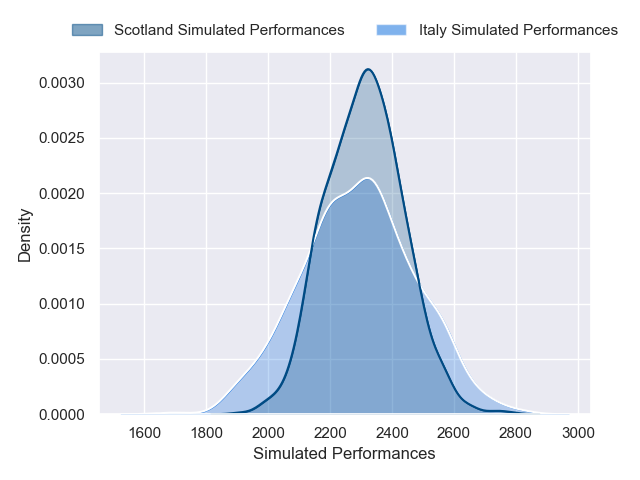 Scotland Simulated Performances Italy Simulated Performances
0.0030
0.0025
0.0020
0.0015
0.0010
0.0005
0.0000
Density
1600 1800 2000 2200 2400 2600 2800 3000
Simulated Performances